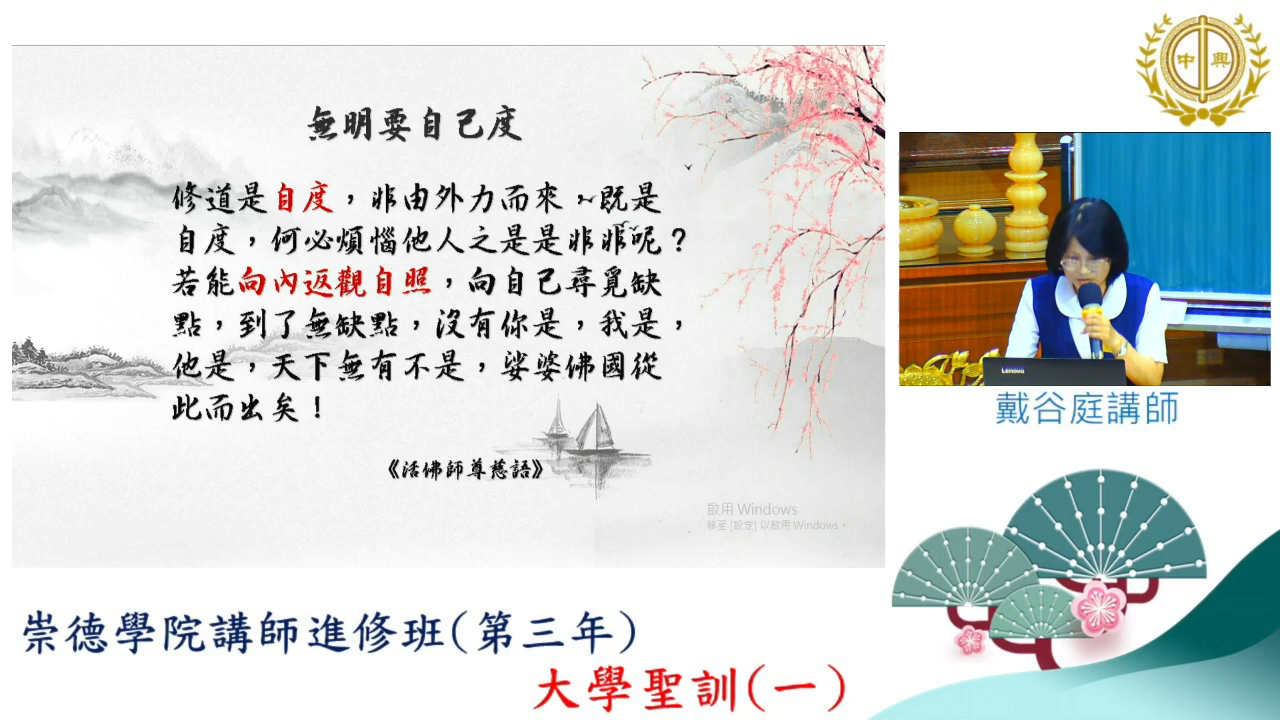 無明要自己度
修道是自度，非由外力而來，既是
自度，何必煩惱他人之是是非非呢？
若能向內返觀自照，向自己尋覓缺
點，到了無缺點，沒有你是，我是，
他是，天下無有不是，娑婆佛國從
此而出矣！
《活佛師尊慈語》
啟用 Windows
移至 [設定] 以啟用 Windows。
中興
Lenovo
戴谷庭講師
崇德學院講師進修班(第三年)
大學聖訓(一)